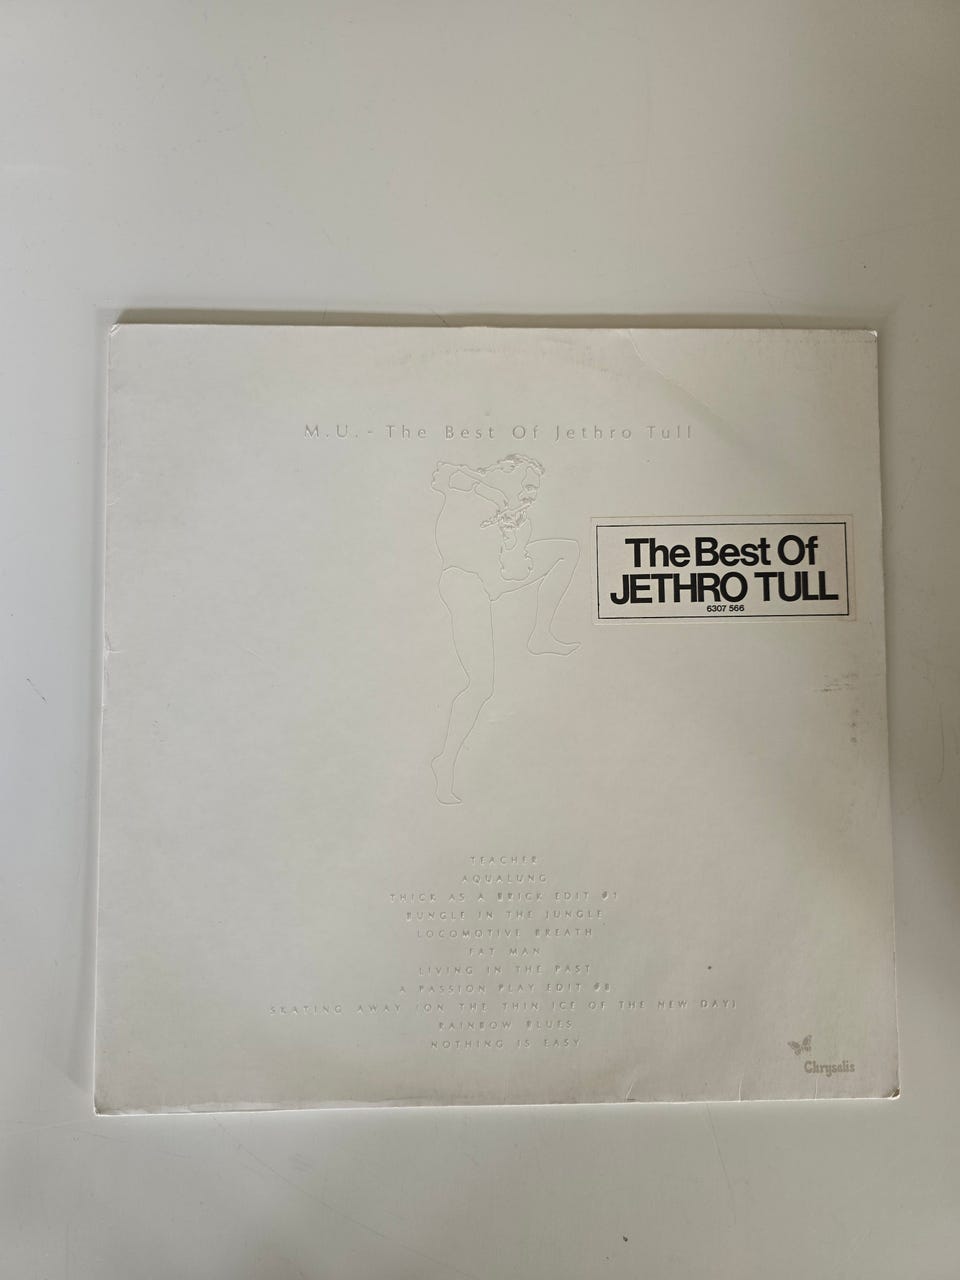 M.U. - The Best Of Jethro Tull
The Best Of
JETHRO TULL
6307 566
TEACHER
AQUALUNG
THICK AS A BRICK EDIT #1
BUNGLE IN THE JUNGLE
LOCOMOTIVE BREATH
FAT MAN
LIVING IN THE PAST
A PASSION PLAY EDIT #8
SKATING AWAY (ON THE THIN ICE OF THE NEW DAY)
RAINBOW BLUES
NOTHING IS EASY
Chrysalis